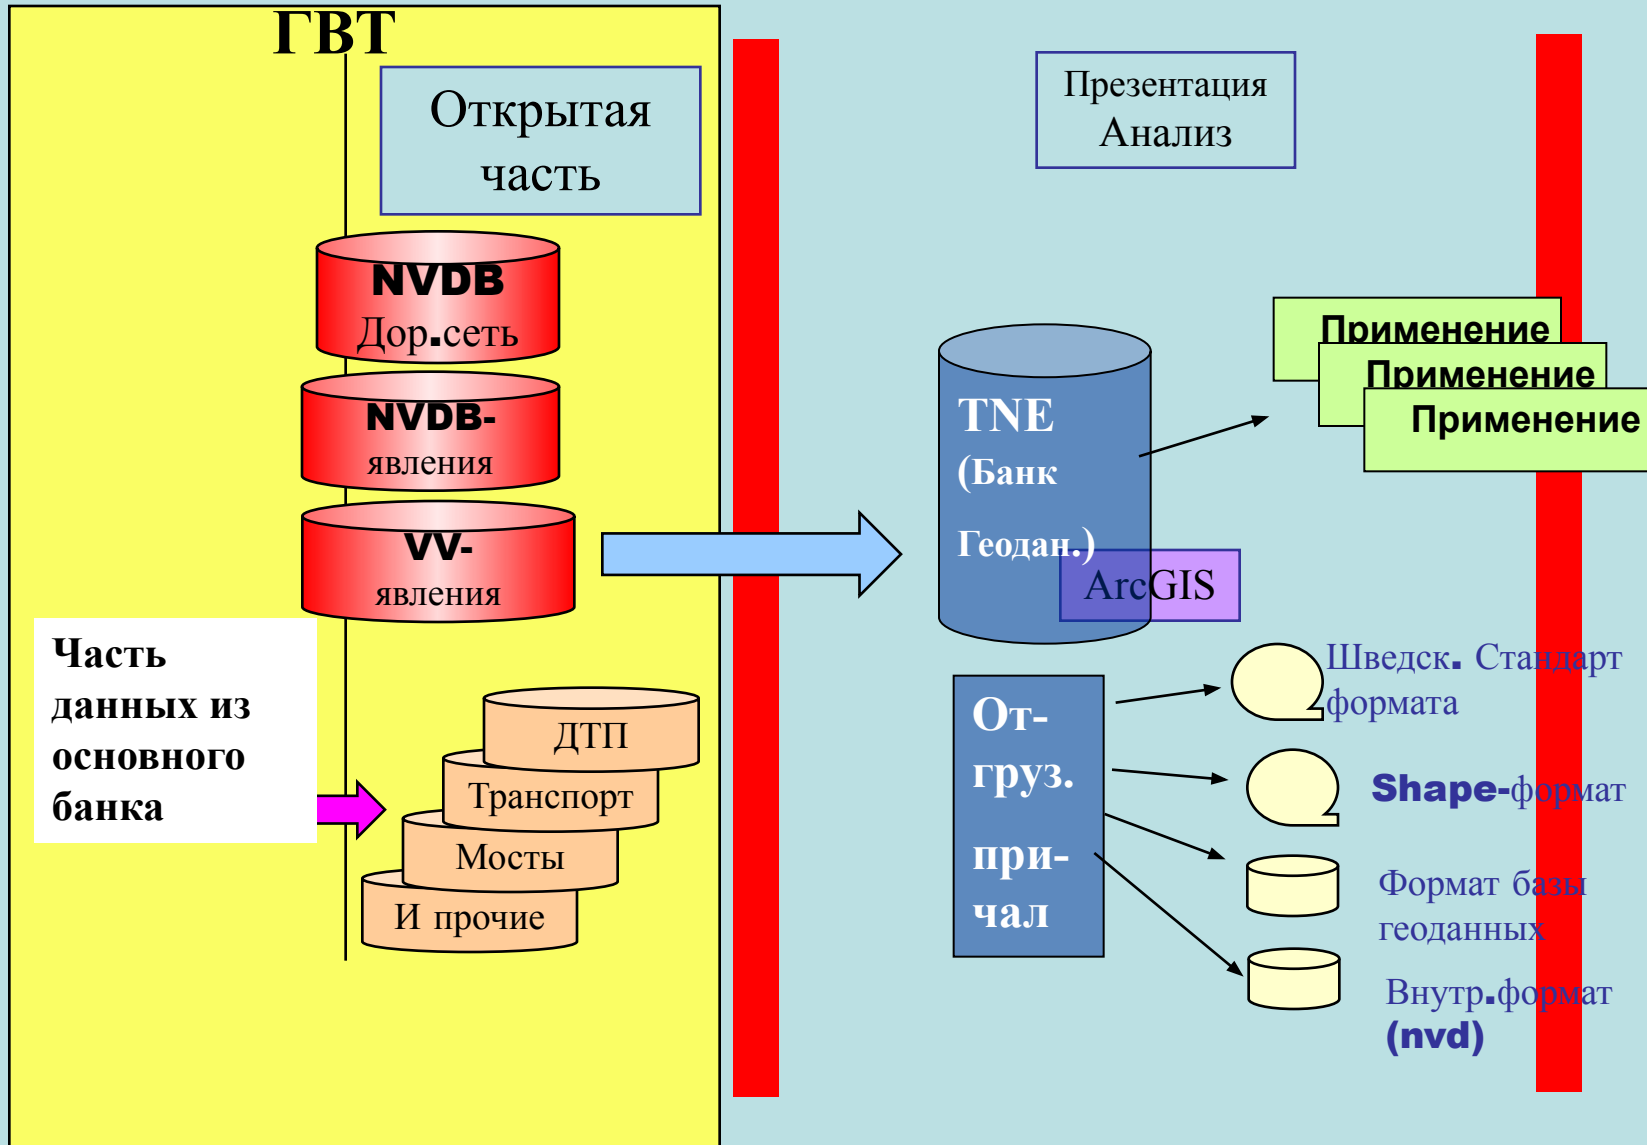 ГВТ
Открытая
часть
NVDB
Дор.сеть
NVDB-
явления
VV-
явления
Часть
данных из
основного
банка
ДТП
Транспорт
Мосты
И прочие
Презентация
Анализ
TNE
(Банк
Геодан.)
ArcGIS
Применение
Применение
Применение
От-
груз.
при-
чал
Шведск. Стандарт
формата
Shape-формат
Формат базы
геоданных
Внутр.формат
(nvd)